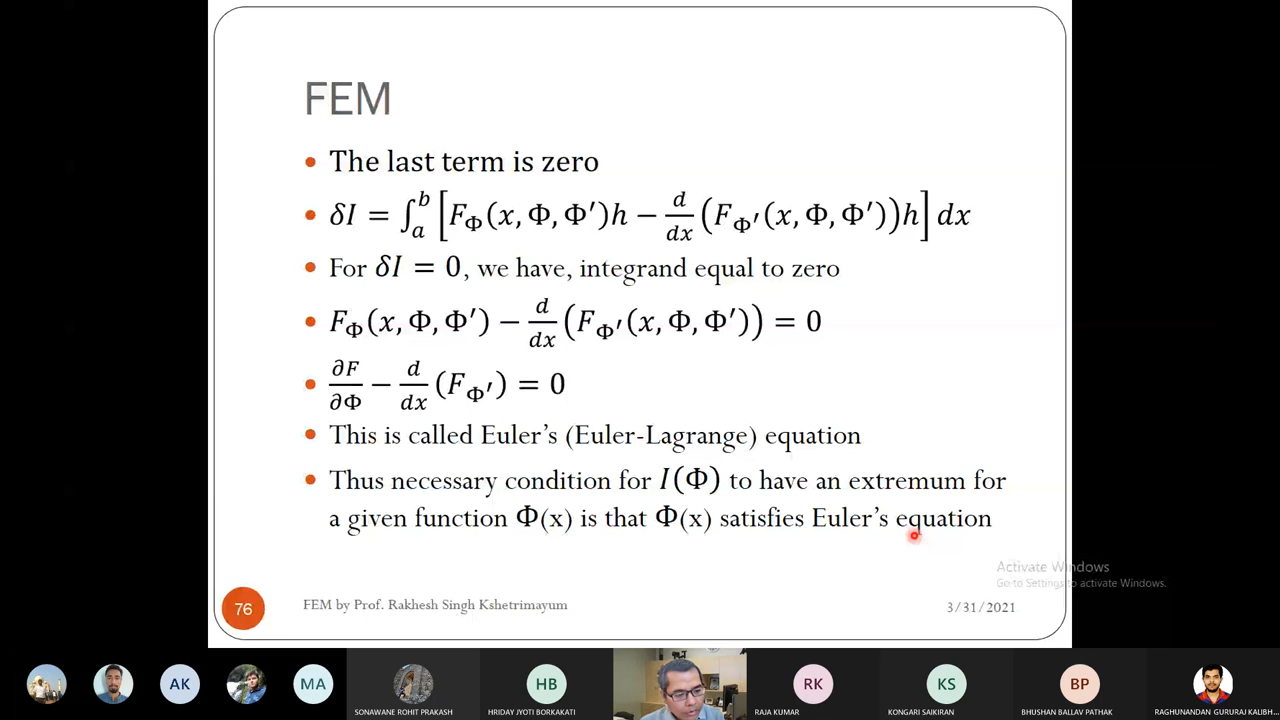 FEM
• The last term is zero
• δI = ∫_a^b [F_Φ(x, Φ, Φ′)h − d/dx (F_Φ′(x, Φ, Φ′))h] dx
• For δI = 0, we have, integrand equal to zero
• F_Φ(x, Φ, Φ′) − d/dx (F_Φ′(x, Φ, Φ′)) = 0
• ∂F/∂Φ − d/dx (F_Φ′) = 0
• This is called Euler's (Euler-Lagrange) equation
• Thus necessary condition for I(Φ) to have an extremum for
a given function Φ(x) is that Φ(x) satisfies Euler's equation
Activate Windows
Go to Settings to activate Windows.
76
FEM by Prof. Rakhesh Singh Kshetrimayum
3/31/2021
AK
MA
HB
RK
KS
BP
SONAWANE ROHIT PRAKASH
HRIDAY JYOTI BORKAKATI
RAJA KUMAR
KONGARI SAIKIRAN
BHUSHAN BALLAV PATHAK
RAGHUNANDAN GURURAJ KALIBH...